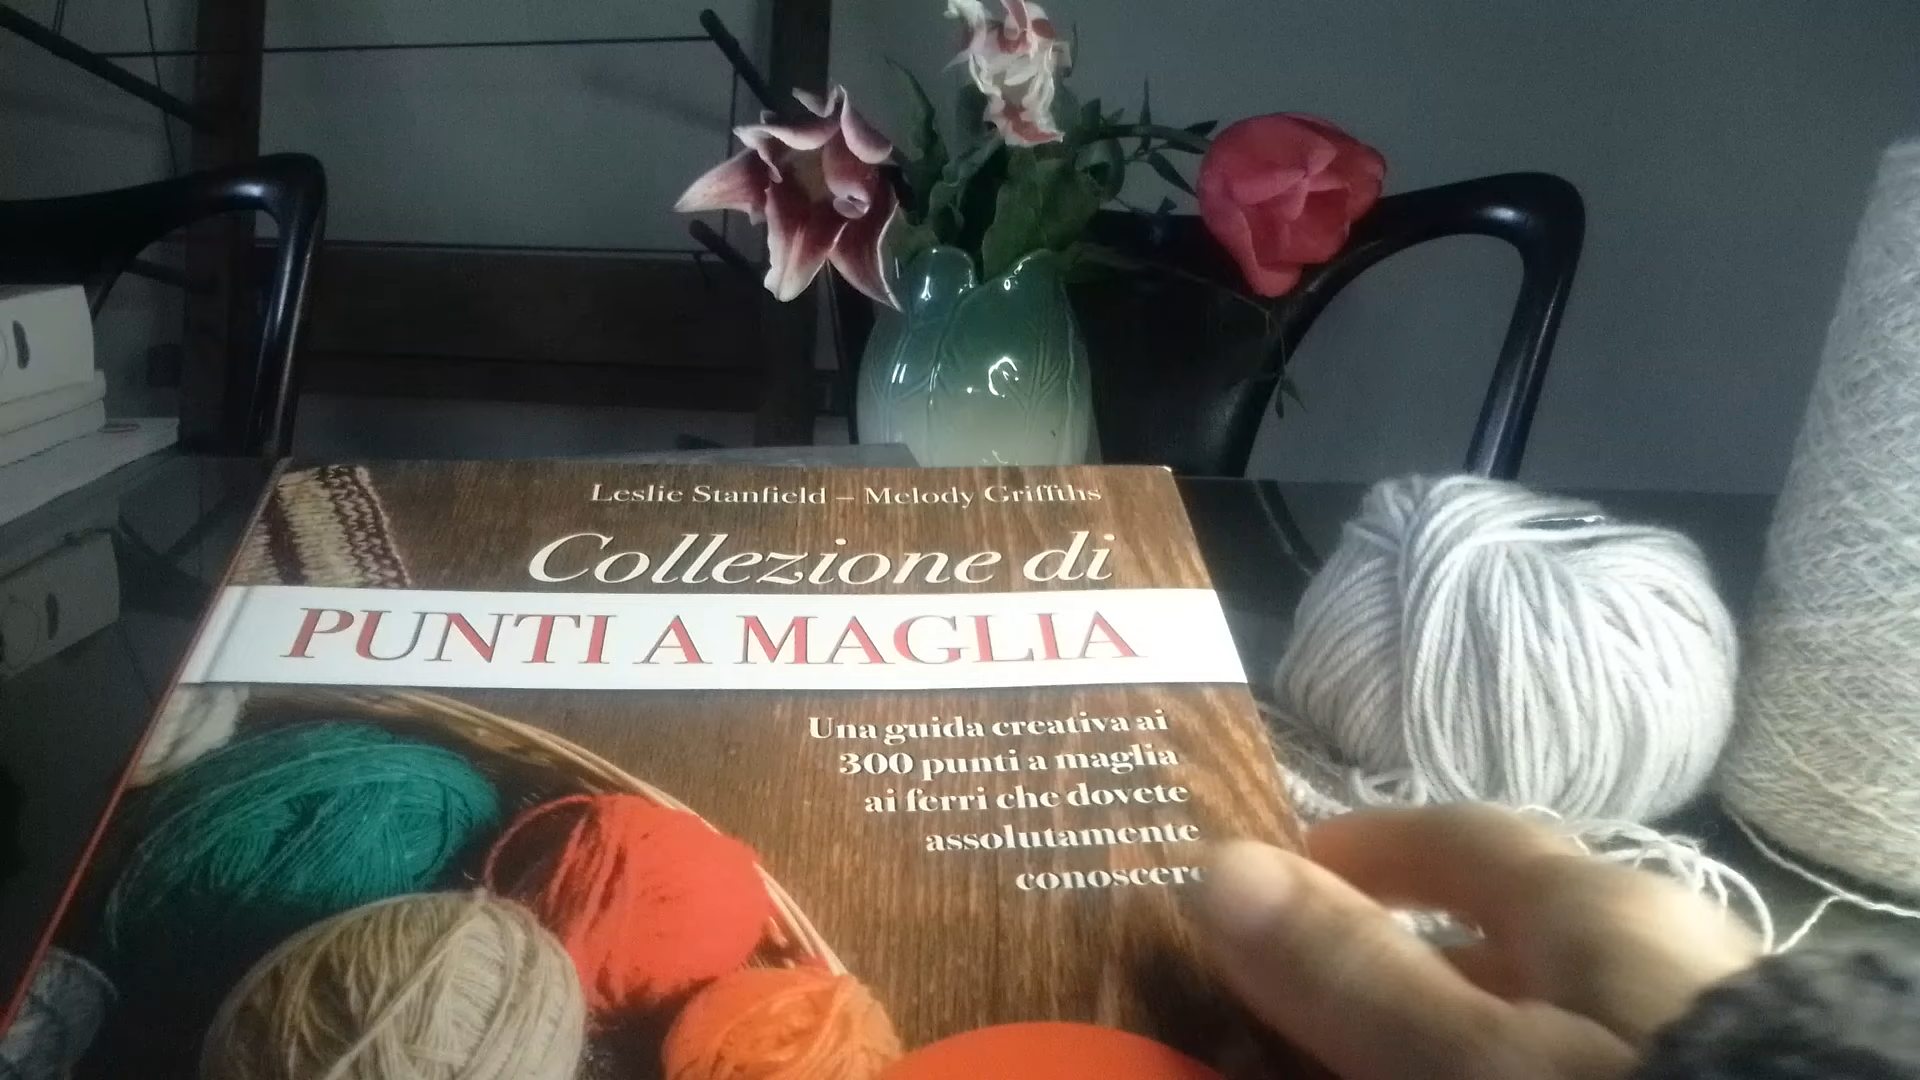 Leslie Stanfield – Melody Griffiths
Collezione di
PUNTI A MAGLIA
Una guida creativa ai
300 punti a maglia
ai ferri che dovete
assolutamente
conoscere